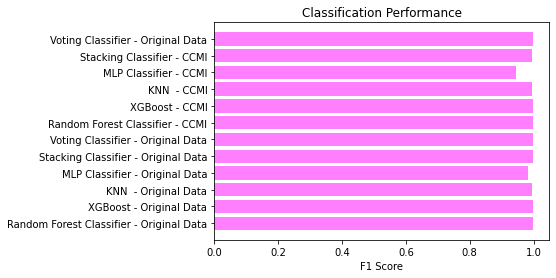 Classification Performance
Voting Classifier - Original Data
Stacking Classifier - CCMI
MLP Classifier - CCMI
KNN  - CCMI
XGBoost - CCMI
Random Forest Classifier - CCMI
Voting Classifier - Original Data
Stacking Classifier - Original Data
MLP Classifier - Original Data
KNN  - Original Data
XGBoost - Original Data
Random Forest Classifier - Original Data
0.0 0.2 0.4 0.6 0.8 1.0
F1 Score